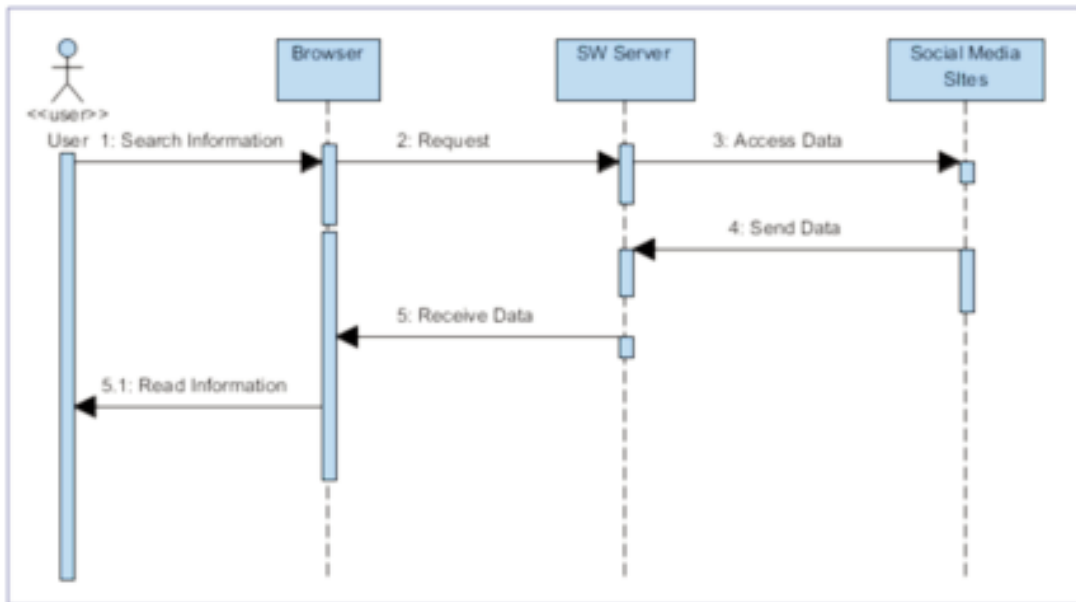 Browser
SW Server
Social Media
SItes
<<user>>
User
1: Search Information
2: Request
3: Access Data
4: Send Data
5: Receive Data
5.1: Read Information